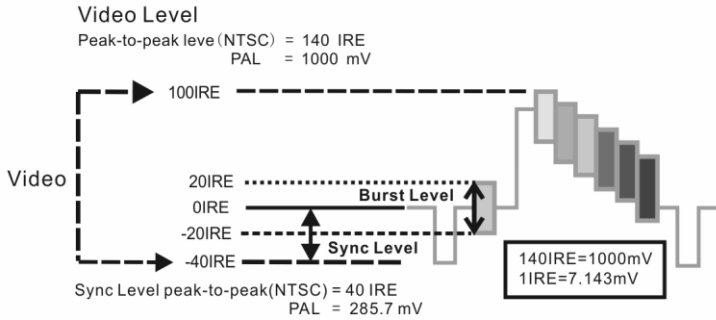 Video Level
Peak-to-peak leve(NTSC) = 140 IRE
PAL = 1000 mV
100IRE
Video
20IRE
Burst Level
0IRE
-20IRE
Sync Level
-40IRE
140IRE=1000mV
1IRE=7.143mV
Sync Level peak-to-peak(NTSC) = 40 IRE
PAL = 285.7 mV